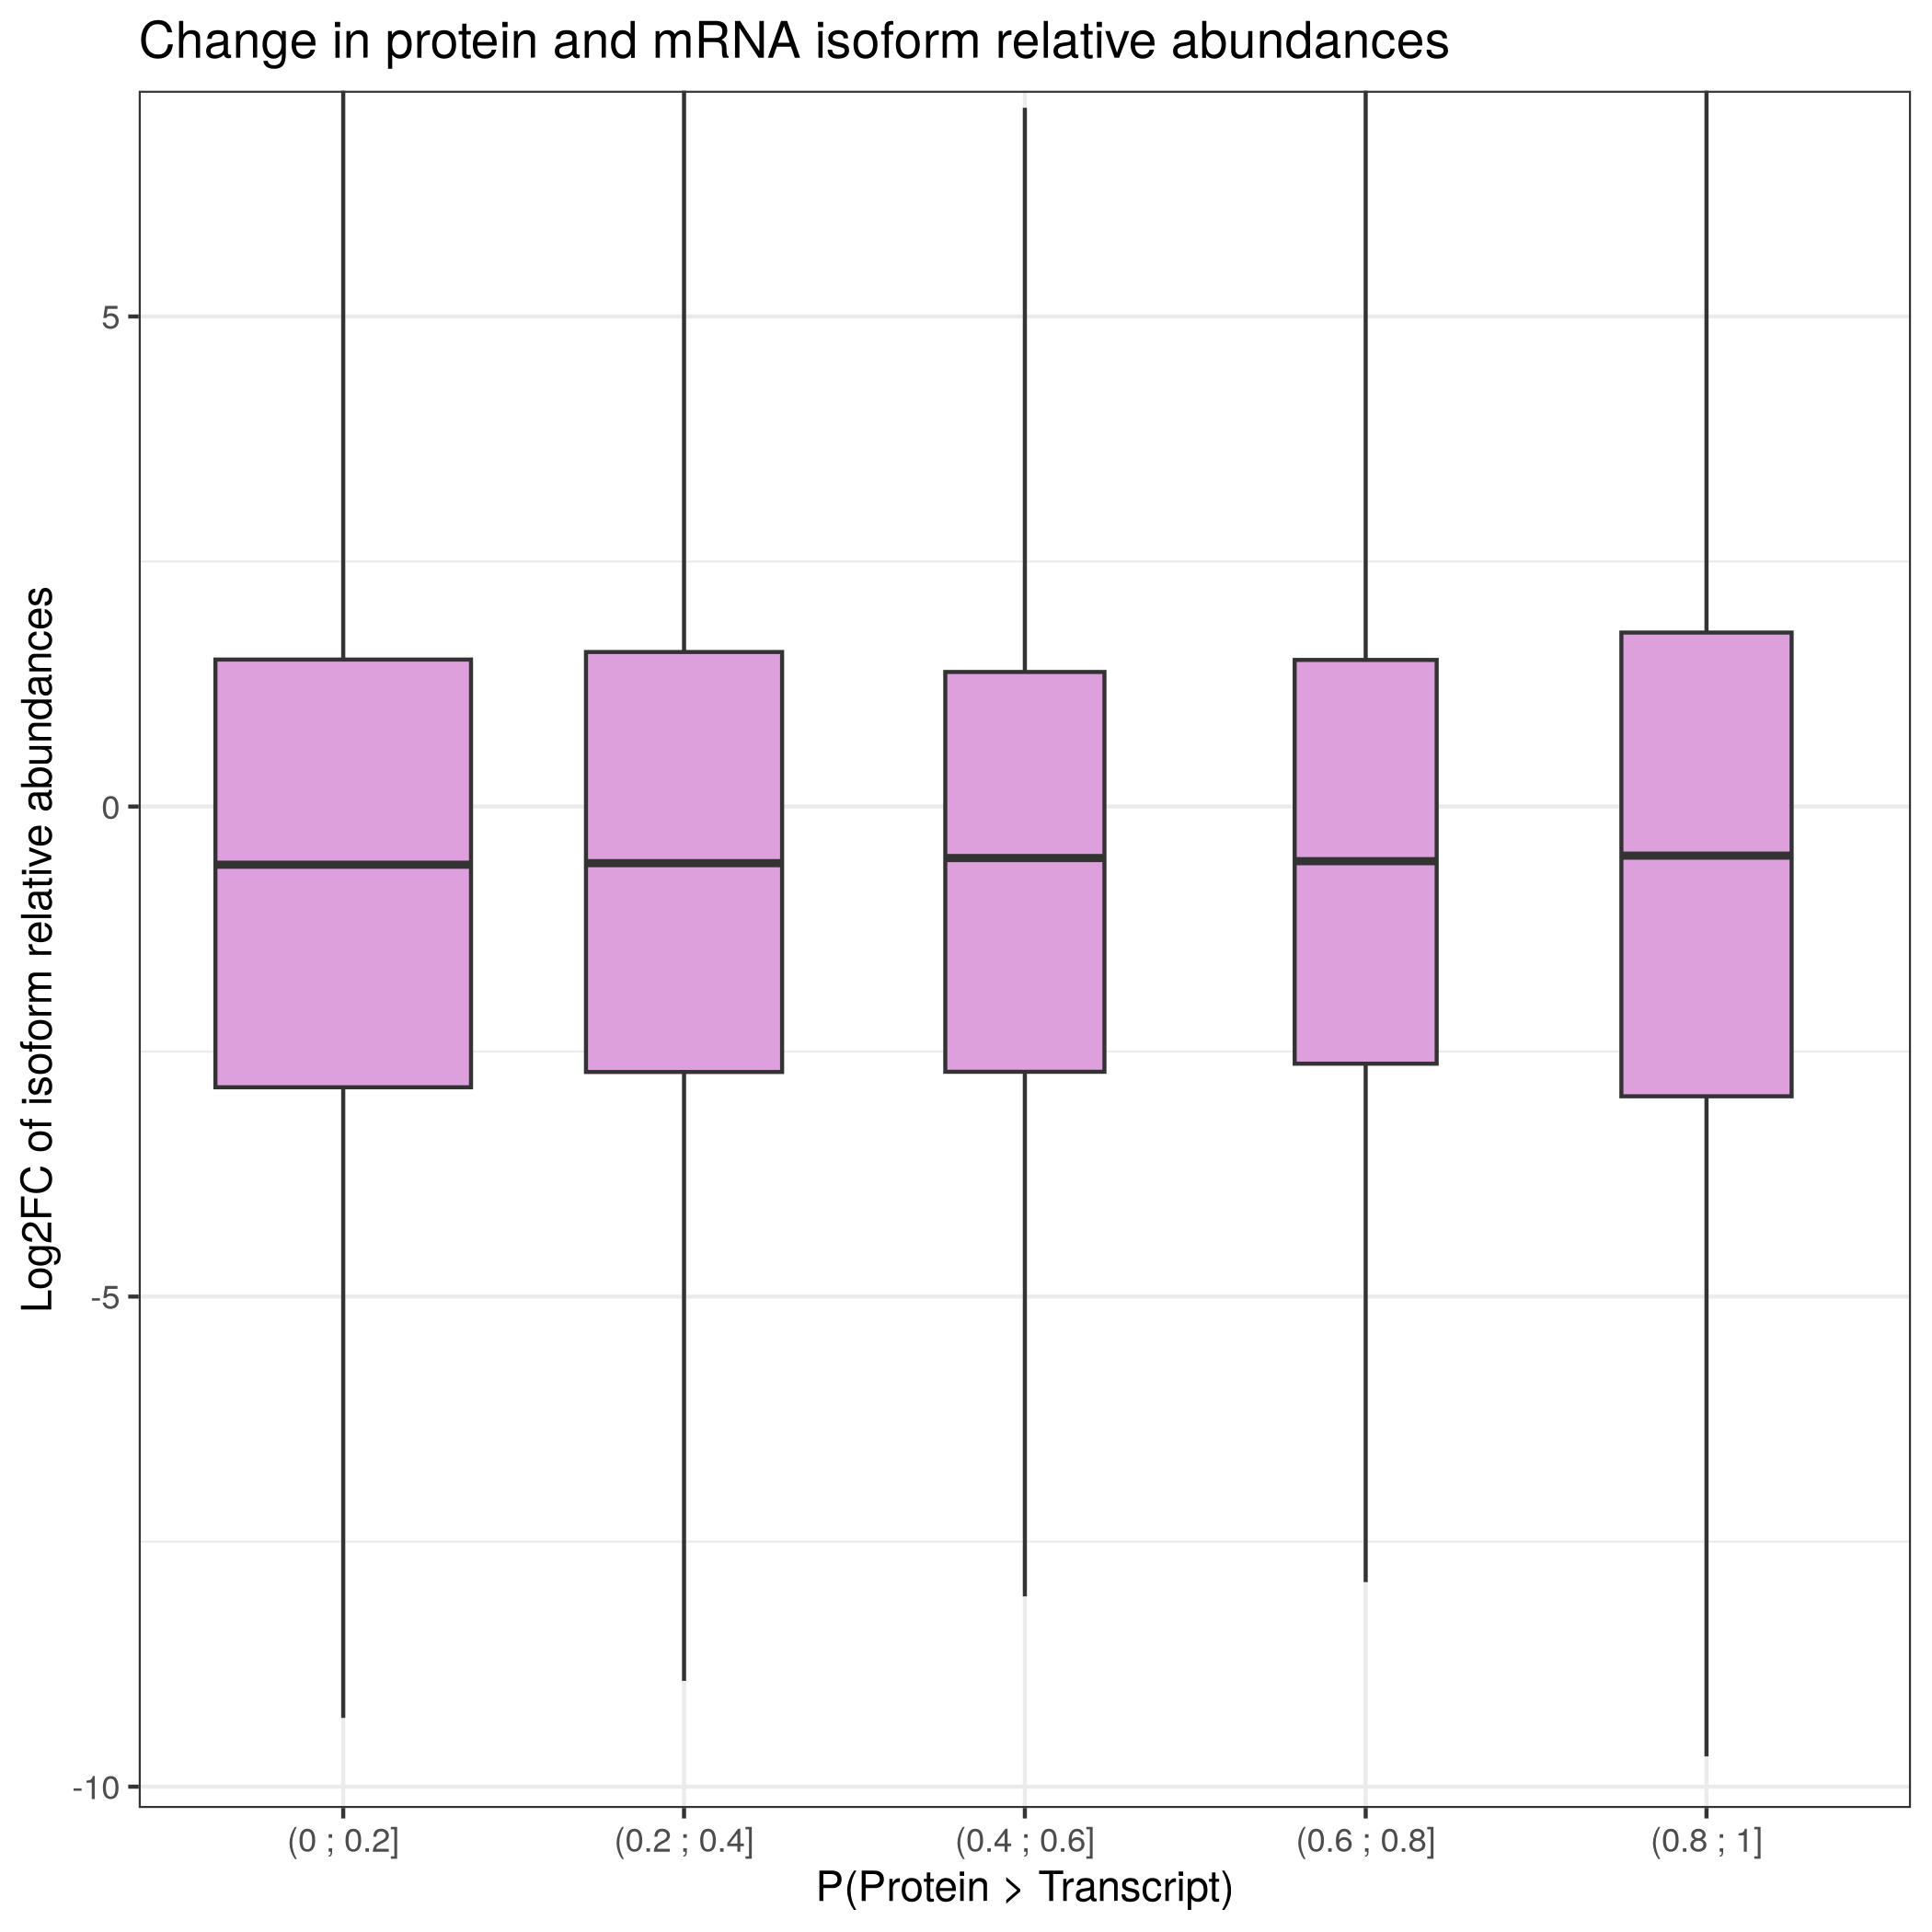 Change in protein and mRNA isoform relative abundances
Log2FC of isoform relative abundances
5
0
-5
-10
(0 ; 0.2]
(0.2 ; 0.4]
(0.4 ; 0.6]
(0.6 ; 0.8]
(0.8 ; 1]
P(Protein > Transcript)